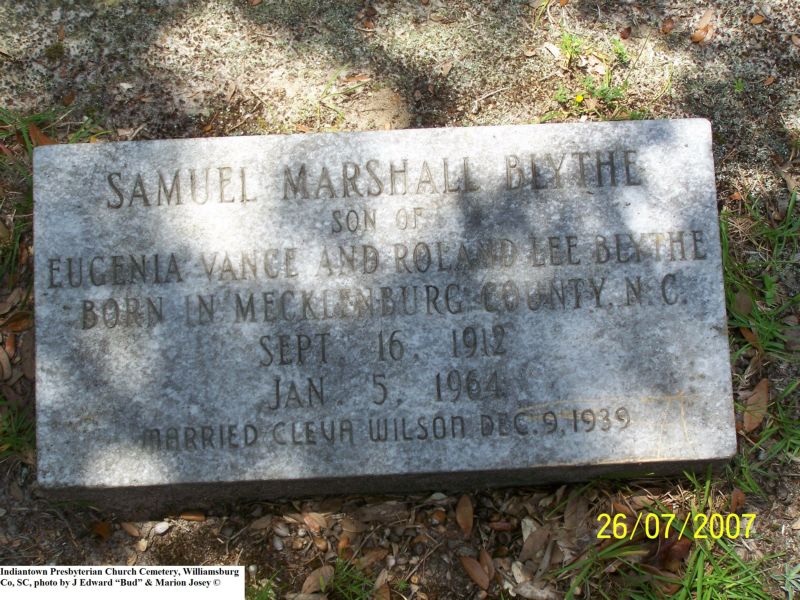 SAMUEL MARSHALL BLYTHE
SON OF
EUGENIA VANCE AND ROLAND LEE BLYTHE
BORN IN MECKLENBURG COUNTY, N. C.
SEPT. 16, 1912
JAN. 5, 1964
MARRIED CLEVA WILSON DEC. 9, 1939
26/07/2007
Indiantown Presbyterian Church Cemetery, Williamsburg
Co, SC, photo by J Edward “Bud” & Marion Josey ©